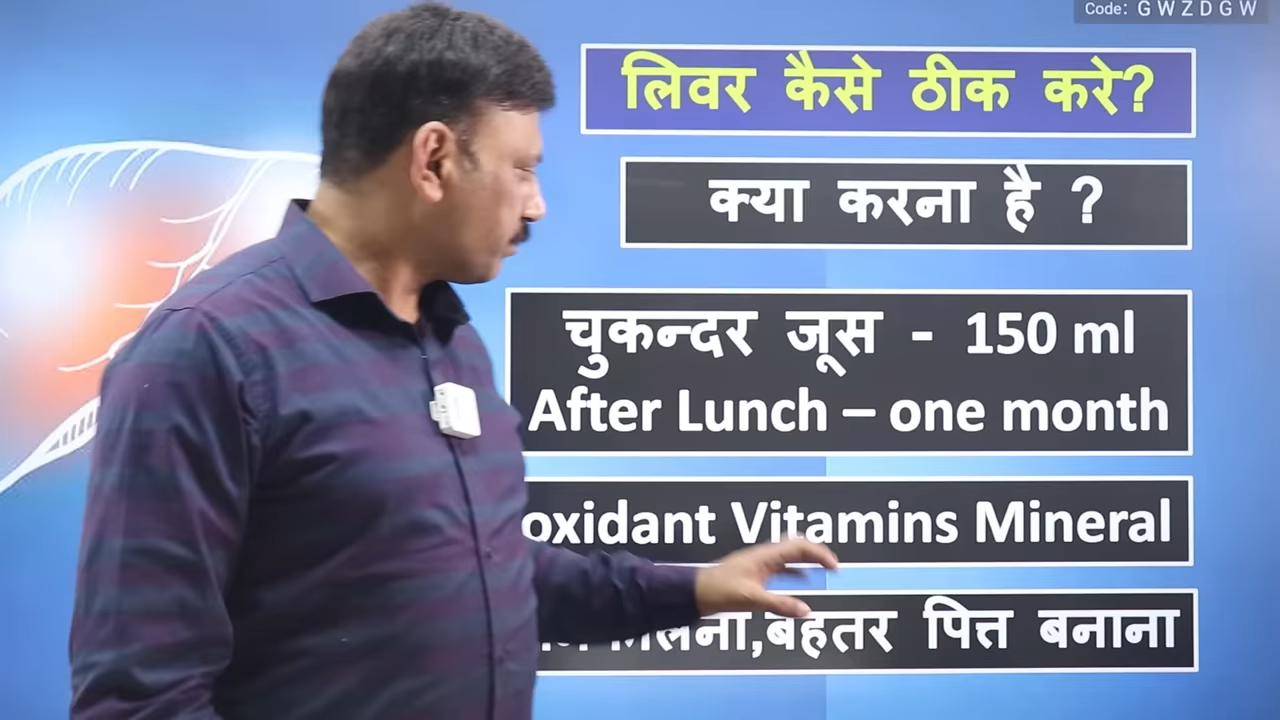 Code: G W Z D G W
लिवर कैसे ठीक करे?
क्या करना है ?
चुकन्दर जूस - 150 ml
After Lunch – one month
oxidant Vitamins Mineral
बेहतर पित्त बनाना